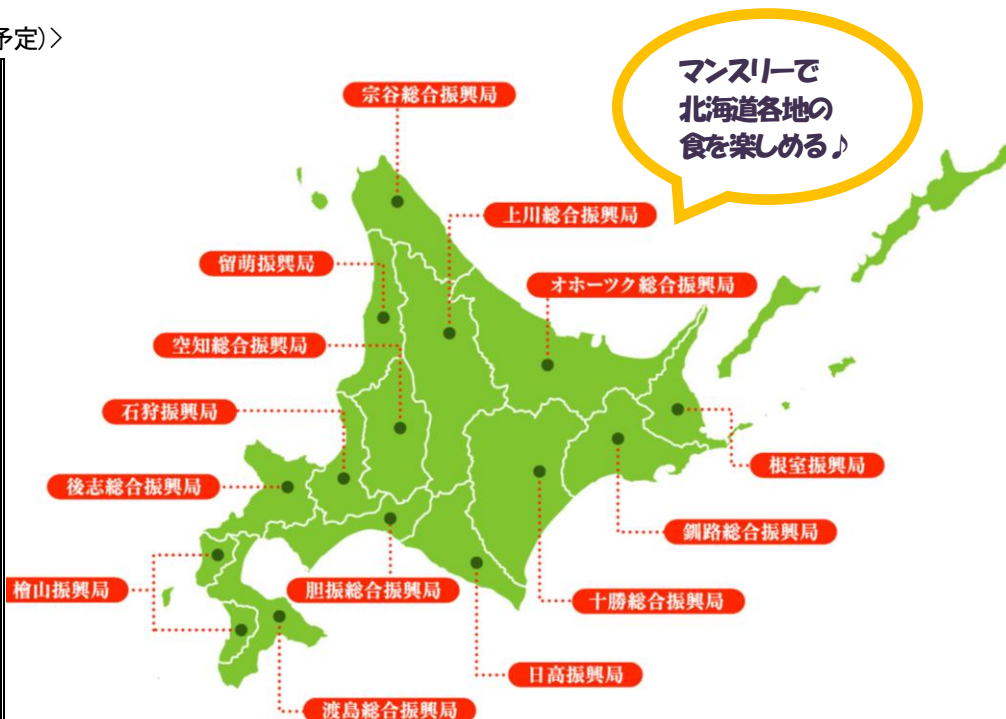 予定)>
マンスリーで
北海道各地の
食を楽しめる♪
宗谷総合振興局
上川総合振興局
留萌振興局
オホーツク総合振興局
空知総合振興局
石狩振興局
根室振興局
後志総合振興局
釧路総合振興局
檜山振興局
胆振総合振興局
十勝総合振興局
日高振興局
渡島総合振興局